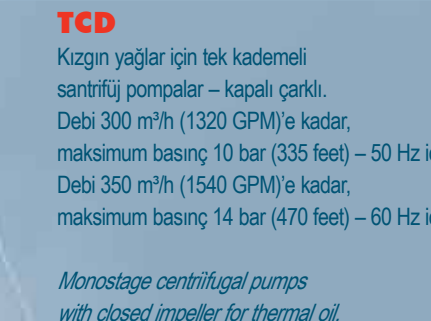 TCD
Kızgın yağlar için tek kademeli
santrifüj pompalar – kapalı çarklı.
Debi 300 m³/h (1320 GPM)’e kadar,
maksimum basınç 10 bar (335 feet) – 50 Hz
Debi 350 m³/h (1540 GPM)’e kadar,
maksimum basınç 14 bar (470 feet) – 60 Hz
Monostage centriifugal pumps
with closed impeller for thermal oil.